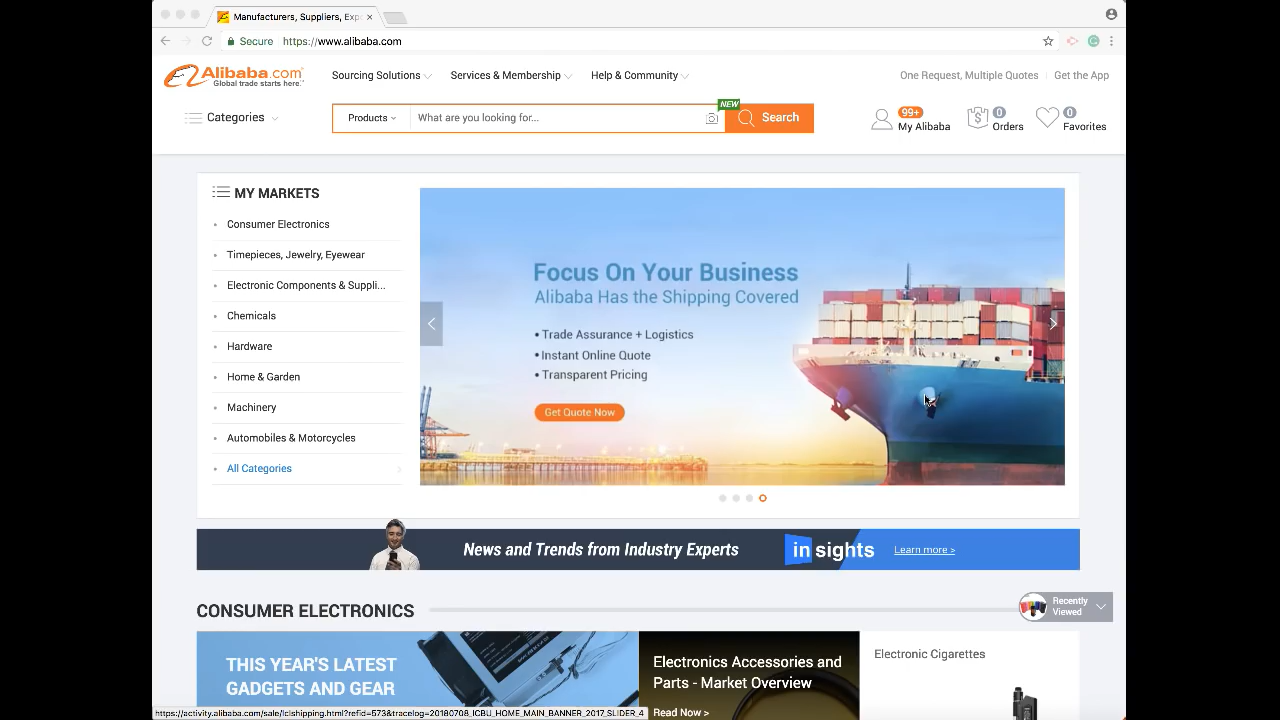 Manufacturers, Suppliers, Exp
Secure https://www.alibaba.com
Alibaba.com
Global trade starts here.™
Sourcing Solutions
Services & Membership
Help & Community
One Request, Multiple Quotes
Get the App
Categories
Products
What are you looking for...
NEW
Search
99+
My Alibaba
0
Orders
0
Favorites
MY MARKETS
Consumer Electronics
Timepieces, Jewelry, Eyewear
Electronic Components & Suppli...
Chemicals
Hardware
Home & Garden
Machinery
Automobiles & Motorcycles
All Categories
Focus On Your Business
Alibaba Has the Shipping Covered
• Trade Assurance + Logistics
• Instant Online Quote
• Transparent Pricing
Get Quote Now
News and Trends from Industry Experts
in sights
Learn more >
CONSUMER ELECTRONICS
Recently
Viewed
THIS YEAR'S LATEST
GADGETS AND GEAR
Electronics Accessories and
Parts - Market Overview
Read Now >
Electronic Cigarettes
https://activity.alibaba.com/sale/lclshipping.html?refid=573&tracelog=20180708_ICBU_HOME_MAIN_BANNER_2017_SLIDER_4